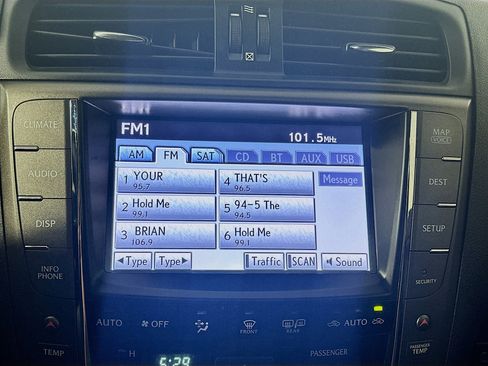 FM1
101.5MHz
AM FM SAT CD BT AUX USB
1 YOUR 95.7
4 THAT'S 96.5
Message
2 Hold Me 99.1
5 94-5 The 94.5
3 BRIAN 106.9
6 Hold Me 99.1
Type Type Traffic SCAN Sound
CLIMATE
AUDIO
DISP
INFO PHONE
TEMP
MAP VOICE
DEST
SETUP
SECURITY
PASSENGER TEMP
AUTO OFF FRONT REAR AUTO
H PASSENGER
5:29